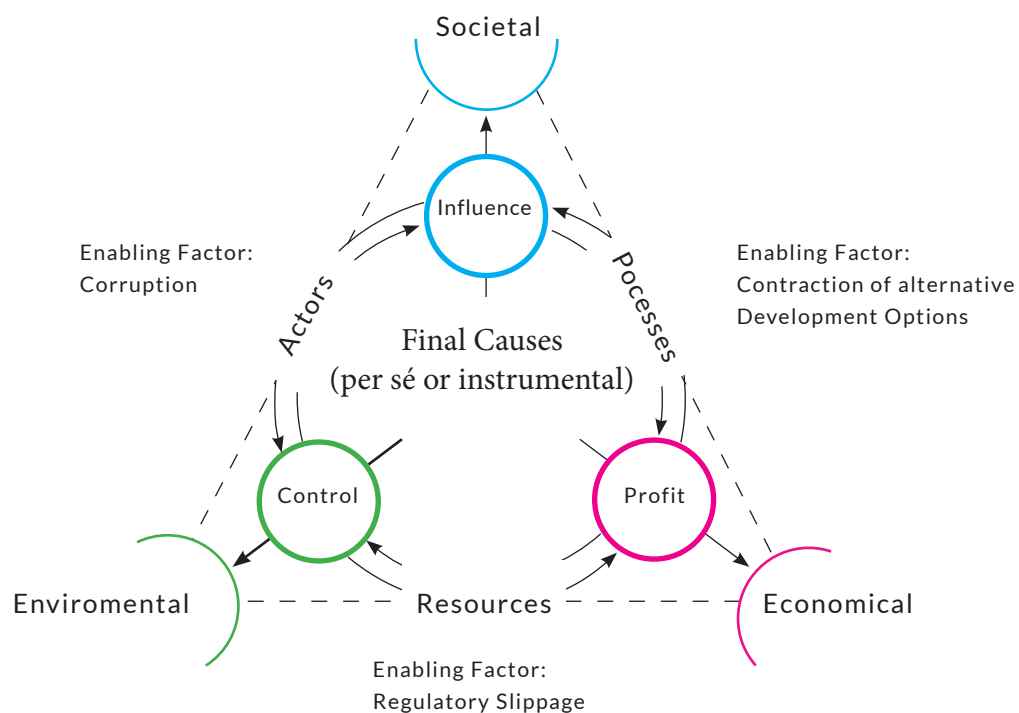 Societal
Influence
Enabling Factor:
Corruption
Enabling Factor:
Contraction of alternative
Development Options
Actors
Pocesses
Final Causes
(per sé or instrumental)
Control
Profit
Enviromental
Resources
Economical
Enabling Factor:
Regulatory Slippage